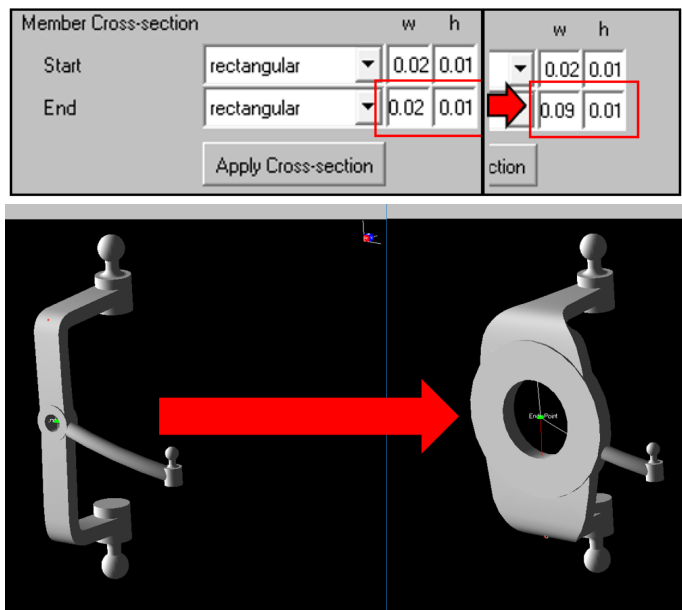 Member Cross-section w h w h
Start rectangular 0.02 0.01 0.02 0.01
End rectangular 0.02 0.01 0.09 0.01
Apply Cross-section ction